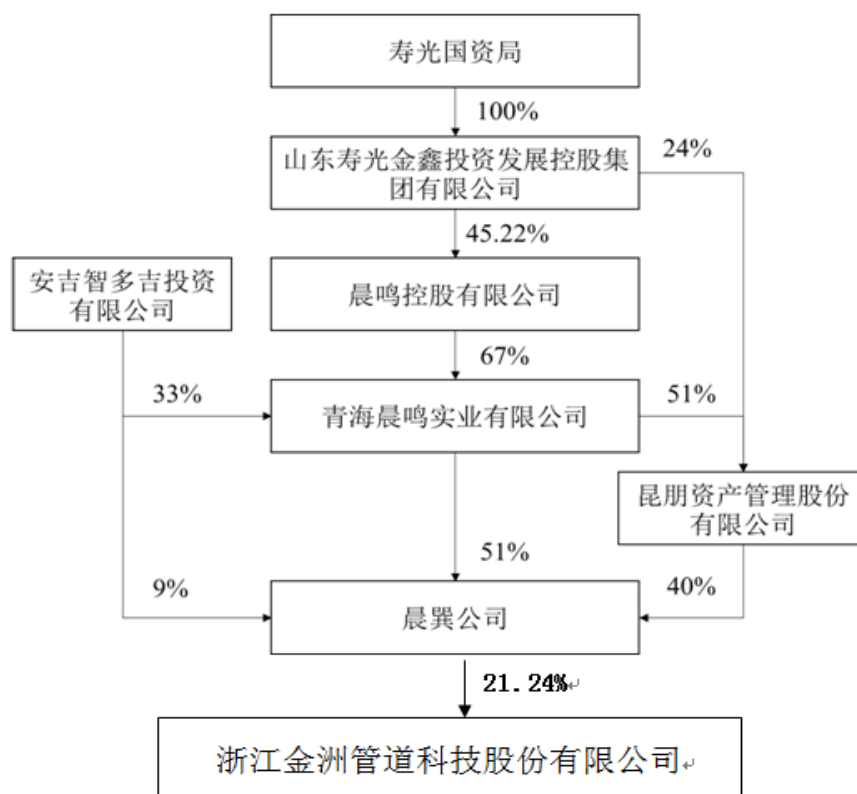 寿光国资局
100%
山东寿光金鑫投资发展控股集
团有限公司
24%
45.22%
安吉智多吉投资
有限公司
晨鸣控股有限公司
67%
33%
青海晨鸣实业有限公司
51%
昆朋资产管理股份
有限公司
51%
9%
晨巽公司
40%
21.24%
浙江金洲管道科技股份有限公司